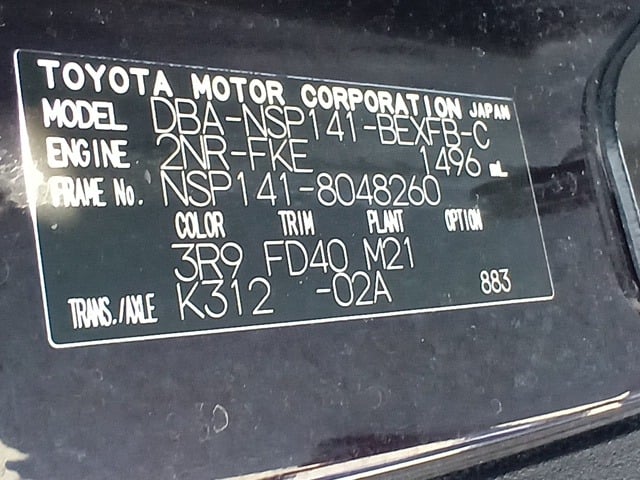 TOYOTA MOTOR CORPORATION JAPAN
MODEL DBA-NSP141-BEXFB-C
ENGINE 2NR-FKE 1496 mL
FRAME No. NSP141-8048260
COLOR TRIM PLANT OPTION
3R9 FD40 M21
TRANS./AXLE K312 -02A 883